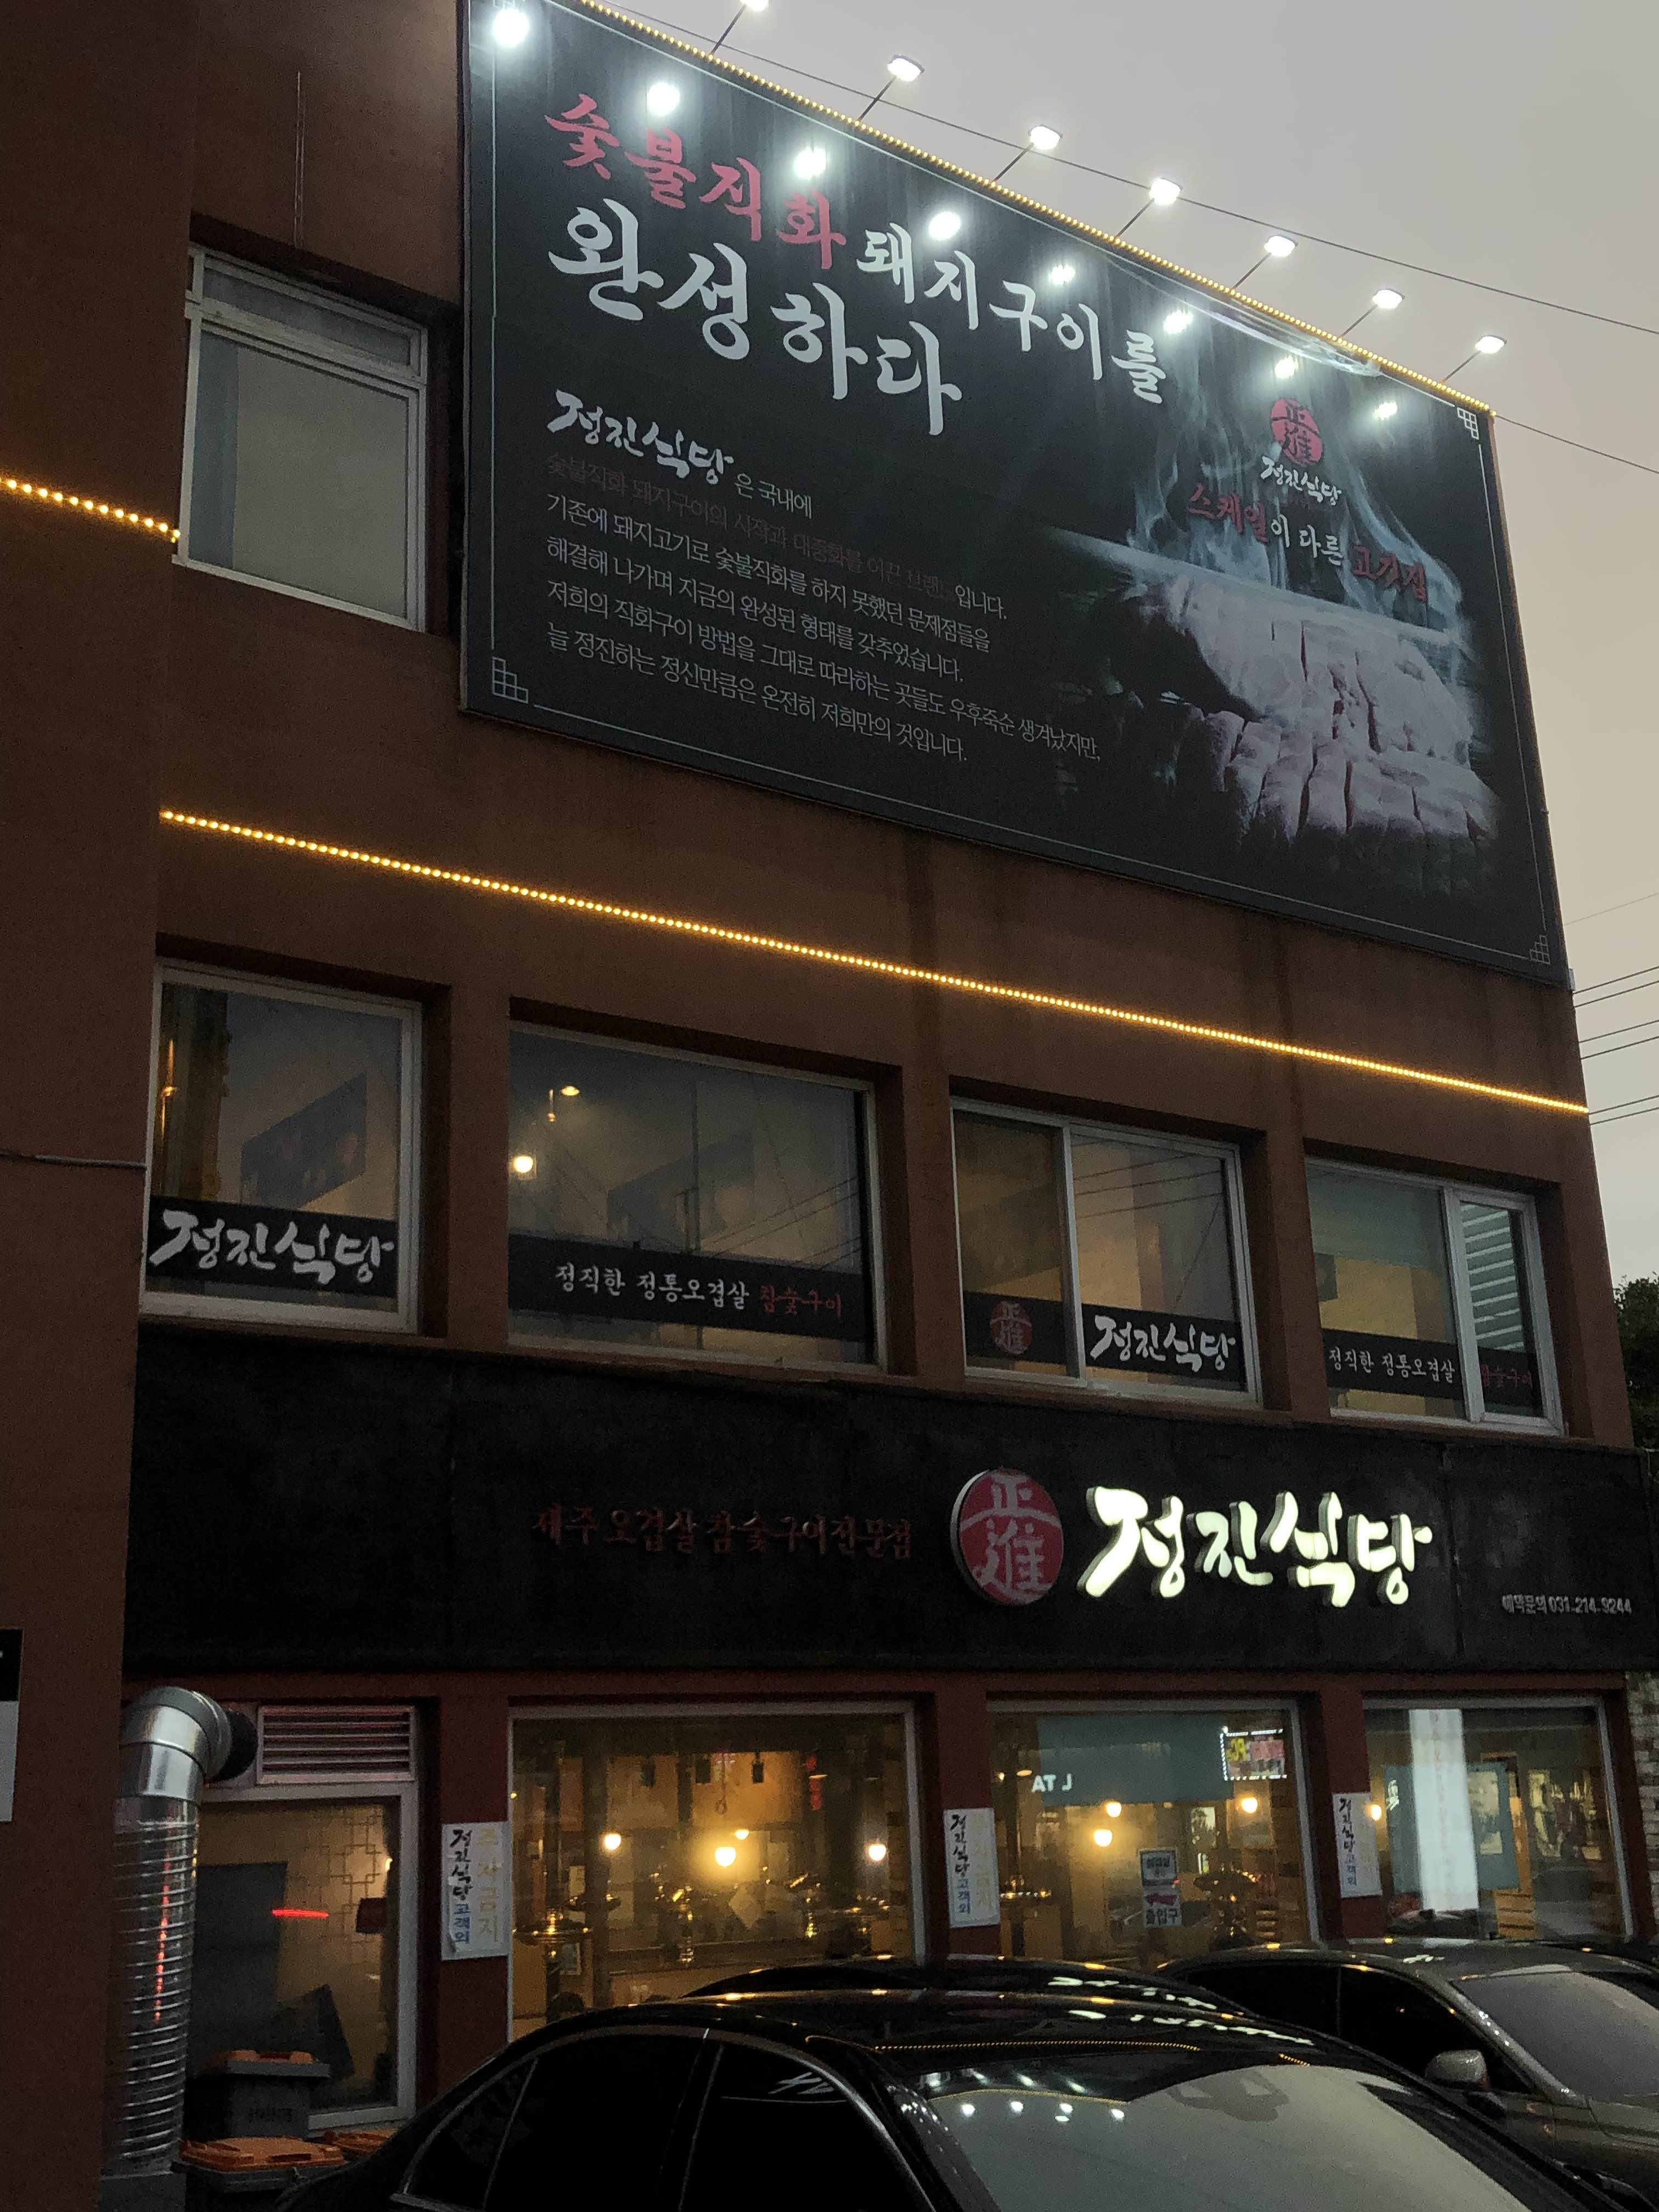 숯불직화 돼지구이를
완성하다
정진식당은 국내에
숯불직화 돼지구이의 시작과 대중화를 이끈 브랜드입니다.
기존에 돼지고기로 숯불직화를 하지 못했던 문제점들을
해결해 나가며 지금의 완성된 형태를 갖추었습니다.
저희의 직화구이 방법을 그대로 따라하는 곳들도 우후죽순 생겨났지만,
늘 정진하는 정신만큼은 온전히 저희만의 것입니다.
正進
정진식당
스케일이 다른 고깃집
정진식당
정직한 정통오겹살 참숯구이
正進
정진식당
정직한 정통오겹살 참숯구이
제주 오겹살 참숯구이전문점
正進
정진식당
예약문의 031.214.9244
정진식당 고객외
주차금지
정진식당 고객외
정진식당 고객외
출입구